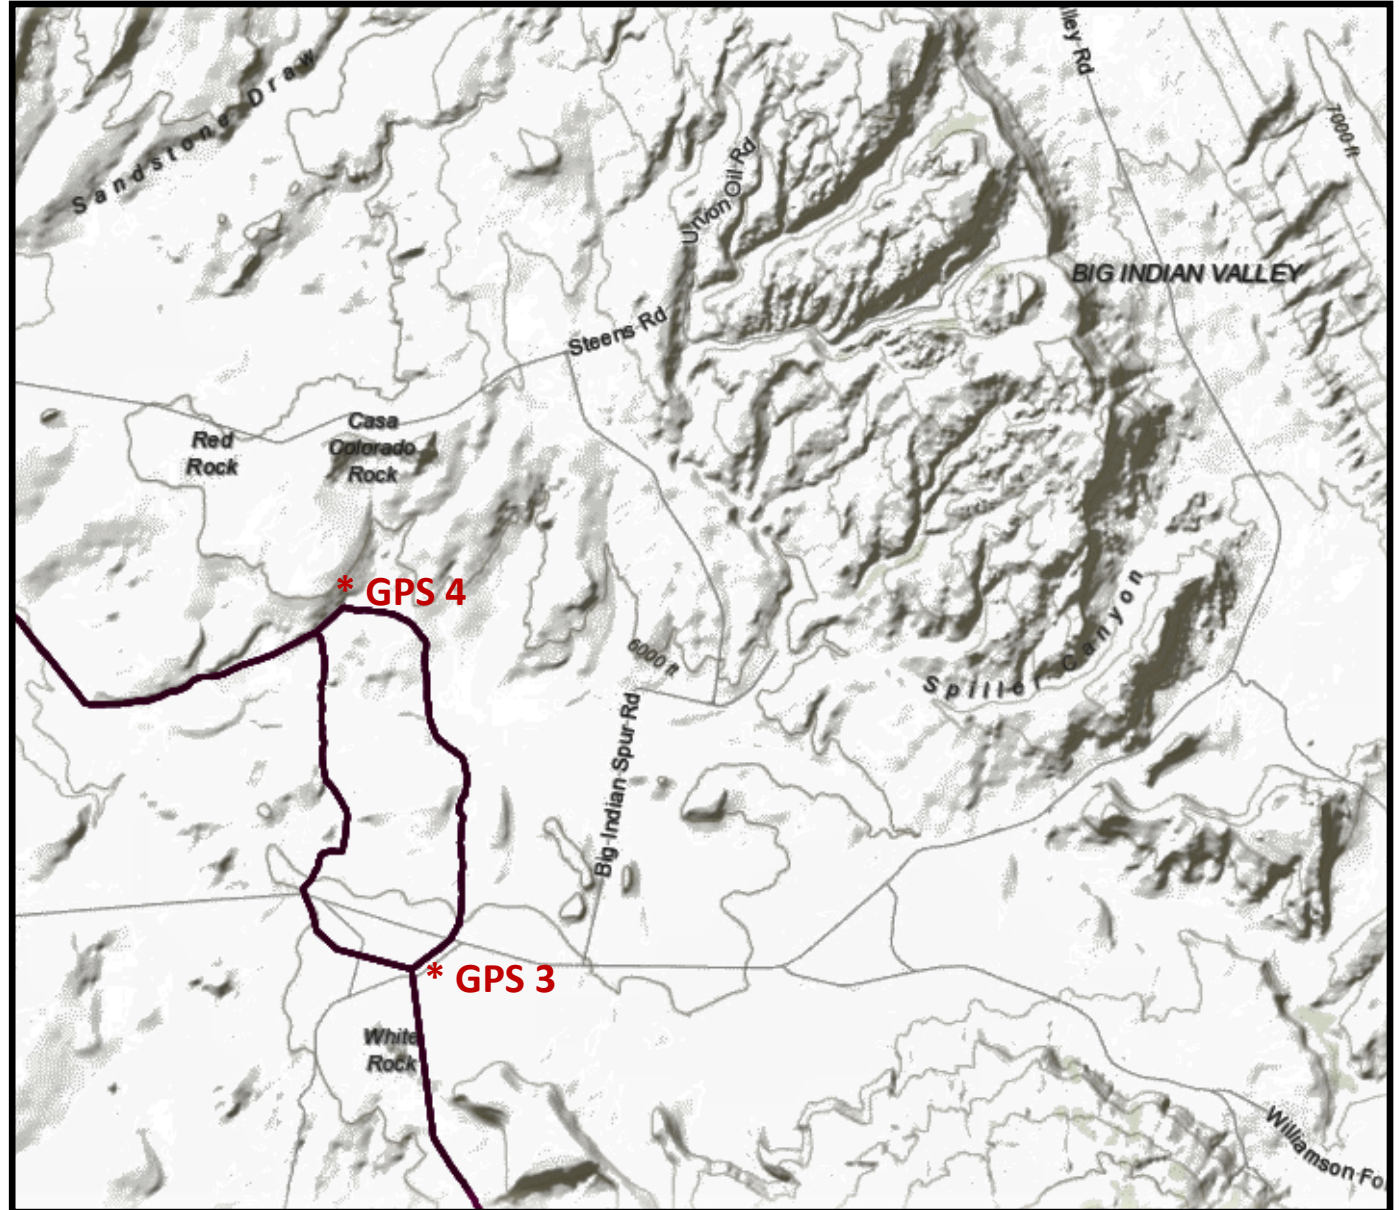 lley Rd
Sandstone Draw
7000 ft
Union Oil Rd
BIG INDIAN VALLEY
Steens Rd
Red
Rock
Casa
Colorado
Rock
* GPS 4
Spiller Canyon
6000 ft
Big Indian Spur Rd
* GPS 3
White
Rock
Williamson Fo